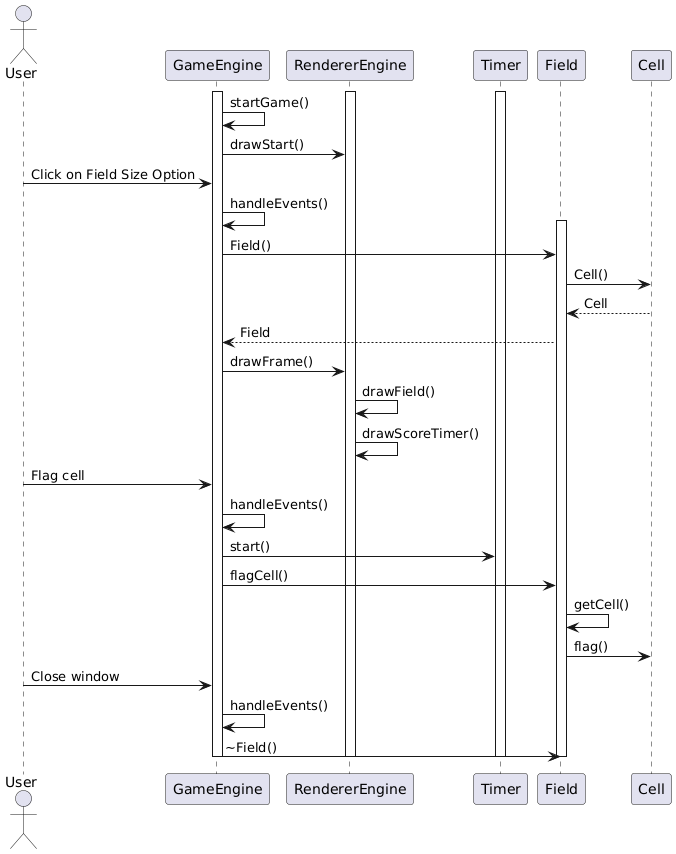 User
GameEngine
RendererEngine
Timer
Field
Cell
startGame()
drawStart()
Click on Field Size Option
handleEvents()
Field()
Cell()
Cell
Field
drawFrame()
drawField()
drawScoreTimer()
Flag cell
handleEvents()
start()
flagCell()
getCell()
flag()
Close window
handleEvents()
~Field()
User
GameEngine
RendererEngine
Timer
Field
Cell